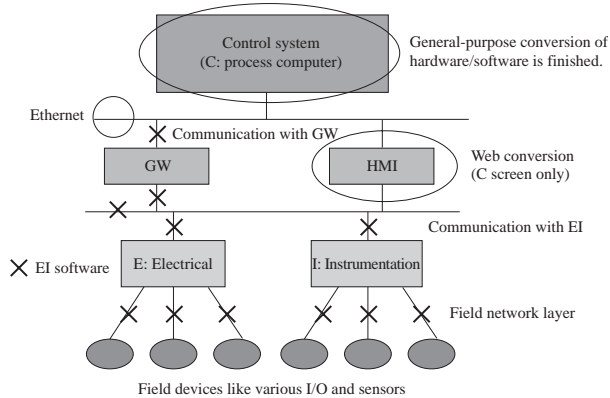 Control system
(C: process computer)
General-purpose conversion of
hardware/software is finished.
Ethernet
Communication with GW
GW
HMI
Web conversion
(C screen only)
Communication with EI
EI software
E: Electrical
I: Instrumentation
Field network layer
Field devices like various I/O and sensors